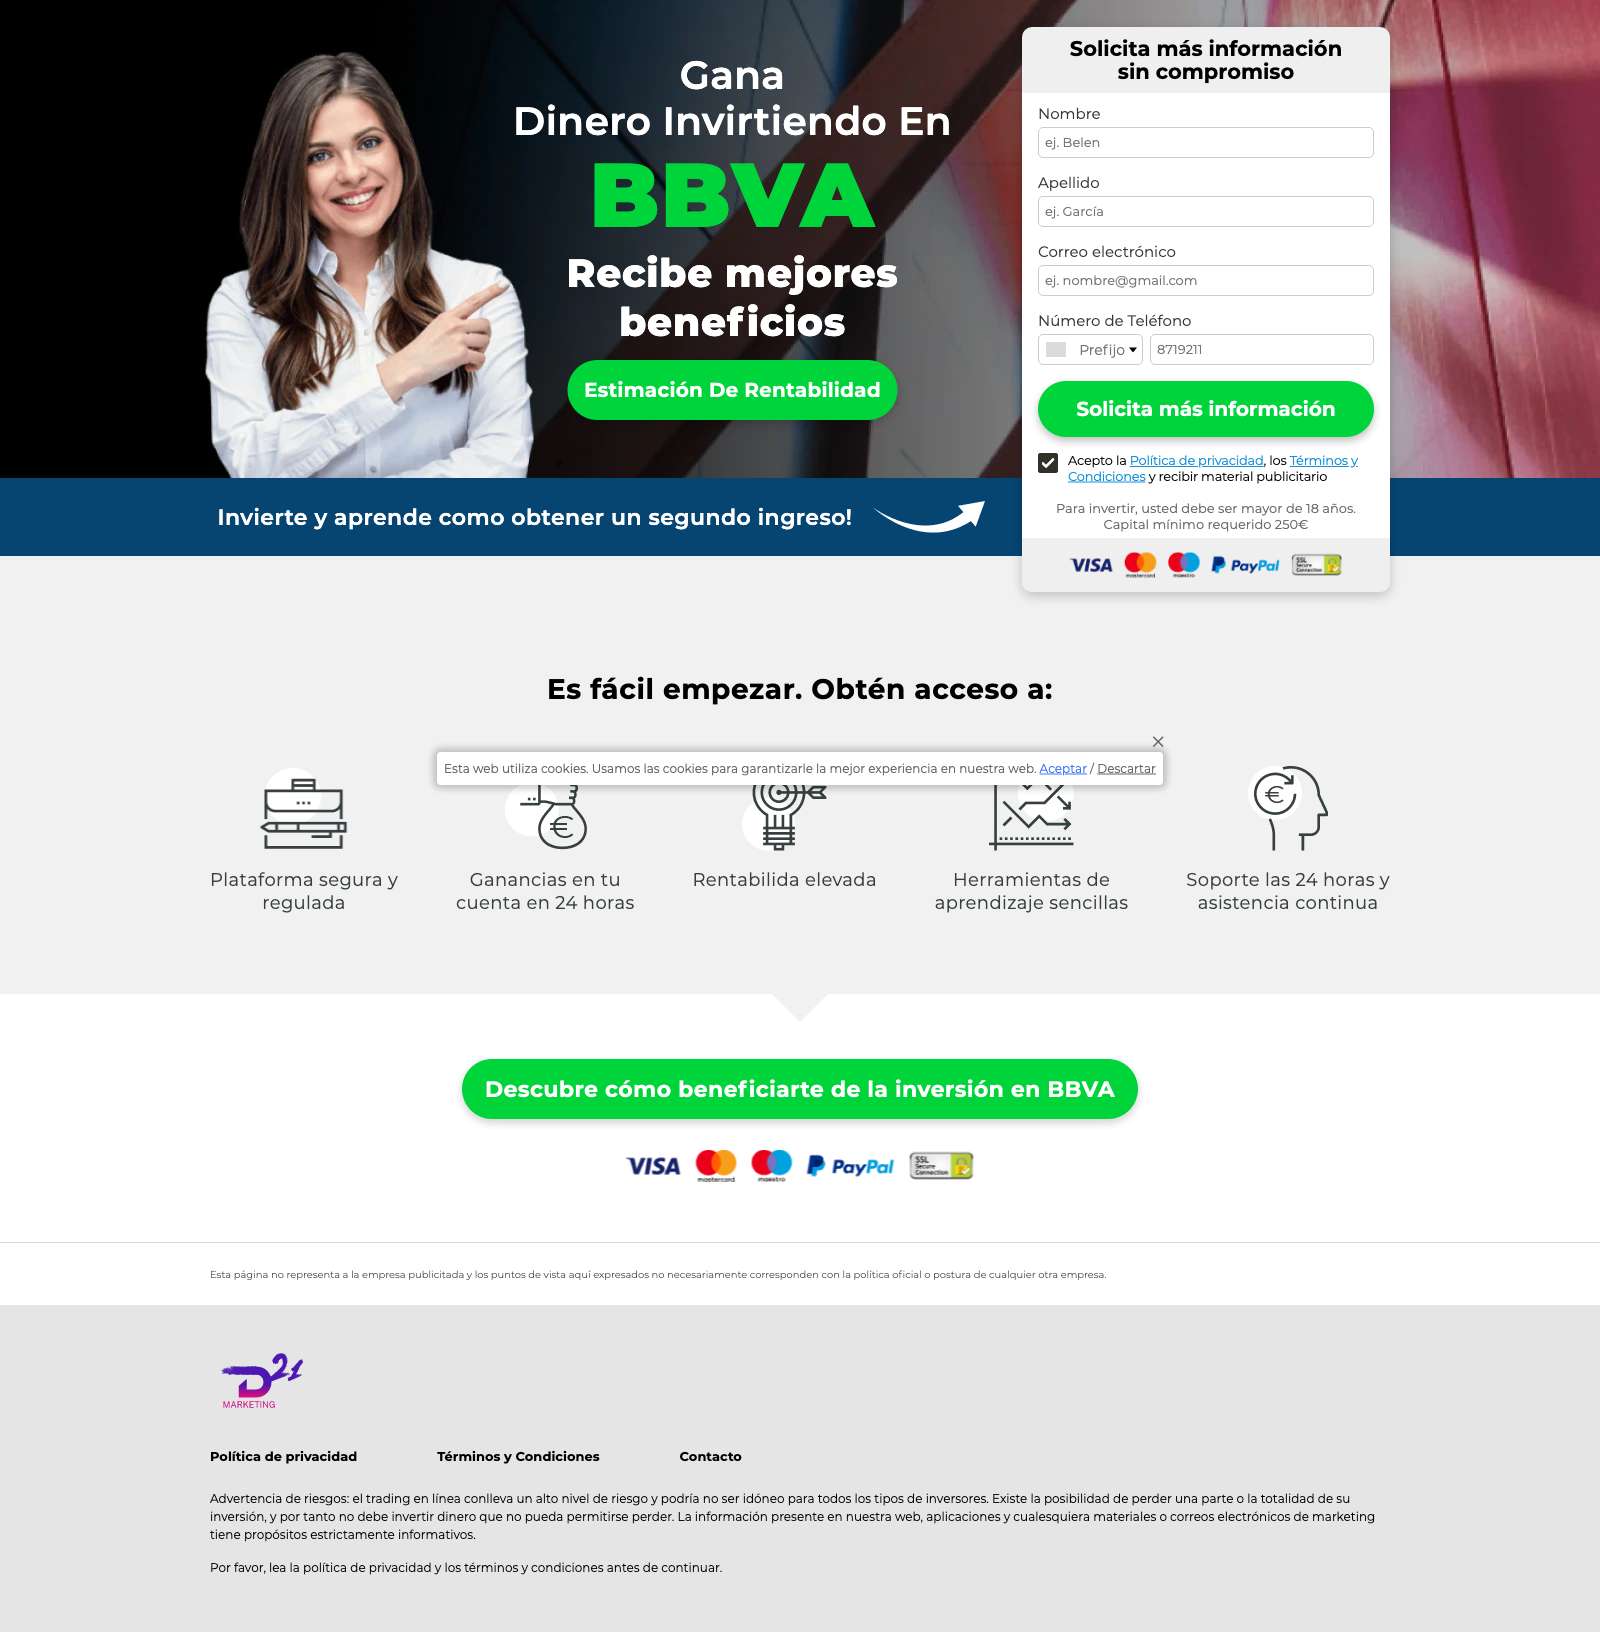 Gana
Dinero Invirtiendo En
BBVA
Recibe mejores
beneficios
Estimación De Rentabilidad
Invierte y aprende como obtener un segundo ingreso!
Solicita más información
sin compromiso
Nombre
ej. Belen
Apellido
ej. García
Correo electrónico
ej. nombre@gmail.com
Número de Teléfono
Prefijo 8719211
Solicita más información
Acepto la Política de privacidad, los Términos y
Condiciones y recibir material publicitario
Para invertir, usted debe ser mayor de 18 años.
Capital mínimo requerido 250€
VISA mastercard maestro PayPal SSL Secure Connection
Es fácil empezar. Obtén acceso a:
Esta web utiliza cookies. Usamos las cookies para garantizarle la mejor experiencia en nuestra web. Aceptar / Descartar
Plataforma segura y
regulada
Ganancias en tu
cuenta en 24 horas
Rentabilida elevada
Herramientas de
aprendizaje sencillas
Soporte las 24 horas y
asistencia continua
Descubre cómo beneficiarte de la inversión en BBVA
VISA mastercard maestro PayPal SSL Secure Connection
Esta página no representa a la empresa publicitada y los puntos de vista aquí expresados no necesariamente corresponden con la política oficial o postura de cualquier otra empresa.
D21
MARKETING
Política de privacidad Términos y Condiciones Contacto
Advertencia de riesgos: el trading en línea conlleva un alto nivel de riesgo y podría no ser idóneo para todos los tipos de inversores. Existe la posibilidad de perder una parte o la totalidad de su
inversión, y por tanto no debe invertir dinero que no pueda permitirse perder. La información presente en nuestra web, aplicaciones y cualesquiera materiales o correos electrónicos de marketing
tiene propósitos estrictamente informativos.
Por favor, lea la política de privacidad y los términos y condiciones antes de continuar.